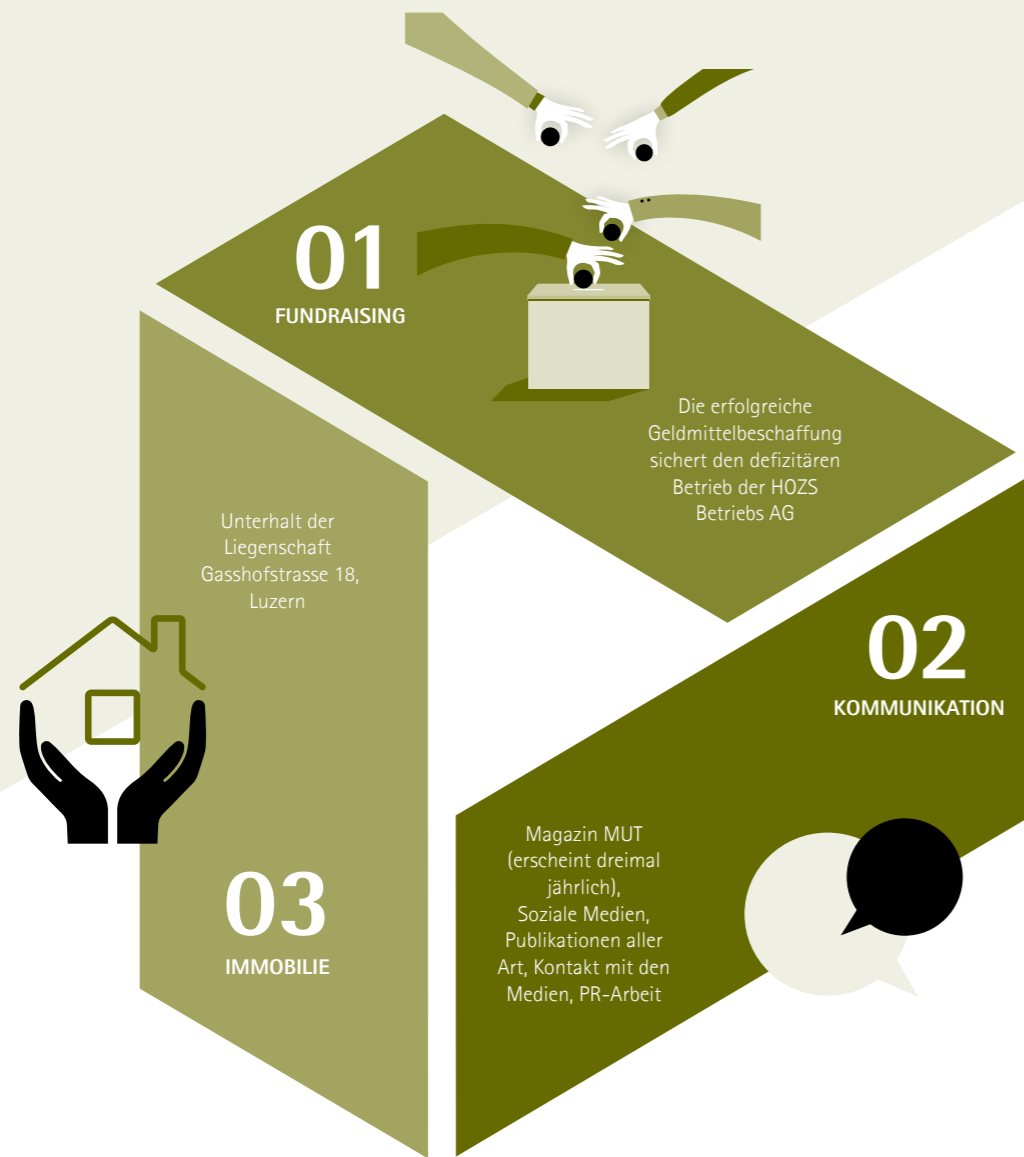 01
FUNDRAISING
Die erfolgreiche
Geldmittelbeschaffung
sichert den defizitären
Betrieb der HOZS
Betriebs AG
02
KOMMUNIKATION
Magazin MUT
(erscheint dreimal
jährlich),
Soziale Medien,
Publikationen aller
Art, Kontakt mit den
Medien, PR-Arbeit
Unterhalt der
Liegenschaft
Gasshofstrasse 18,
Luzern
03
IMMOBILIE